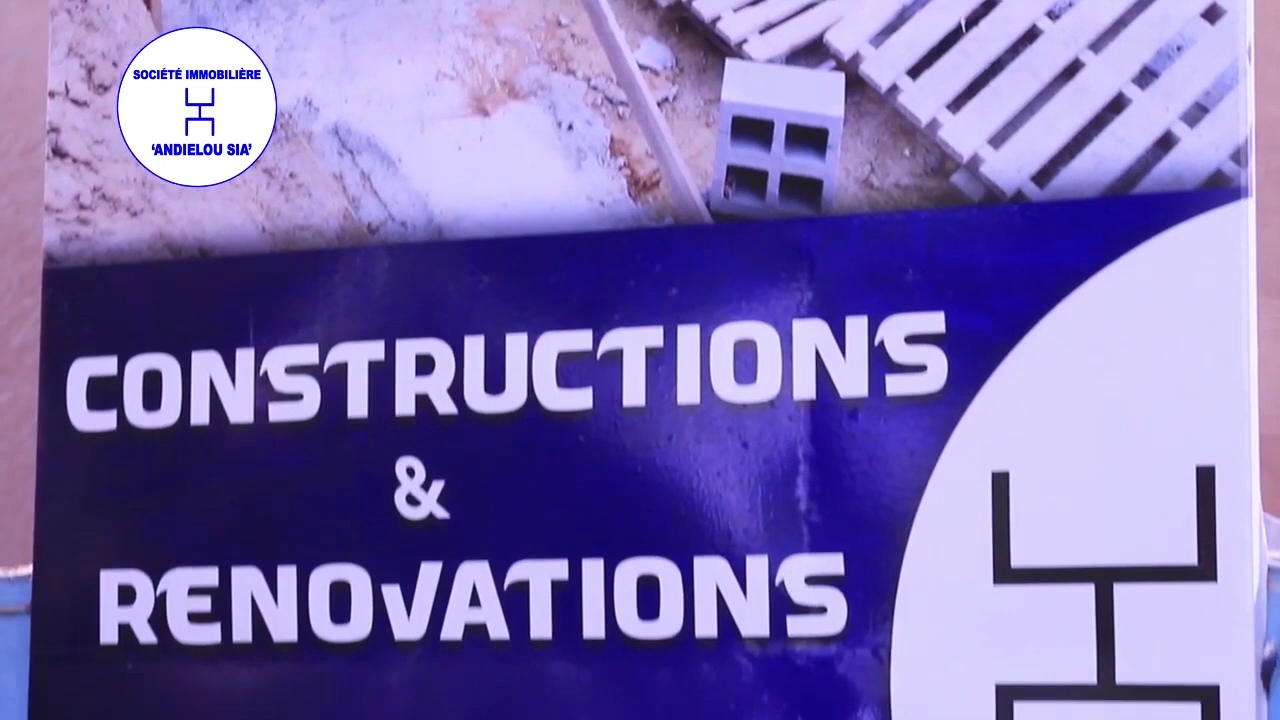 SOCIÉTÉ IMMOBILIÈRE
'ANDIELOU SIA'
CONSTRUCTIONS
&
RENOVATIONS